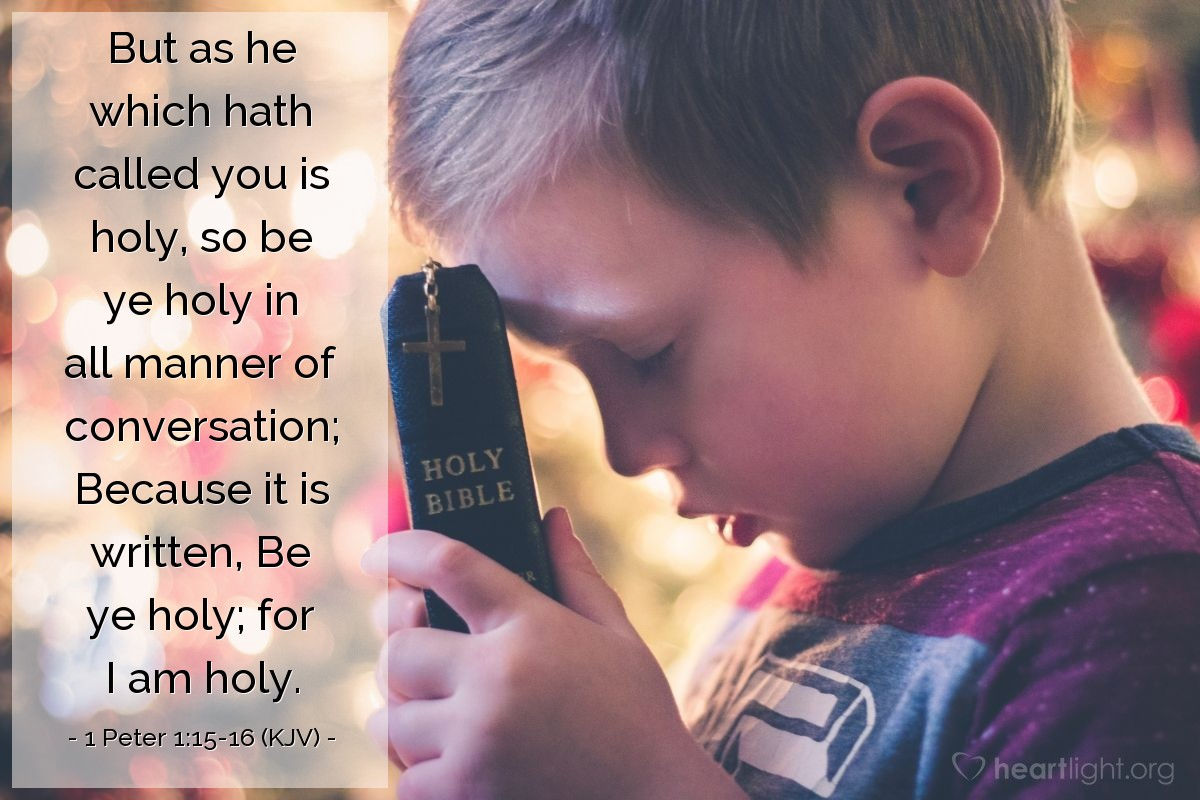 But as he
which hath
called you is
holy, so be
ye holy in
all manner of
conversation;
Because it is
written, Be
ye holy; for
I am holy.
- 1 Peter 1:15-16 (KJV) -
HOLY
BIBLE
heartlight.org